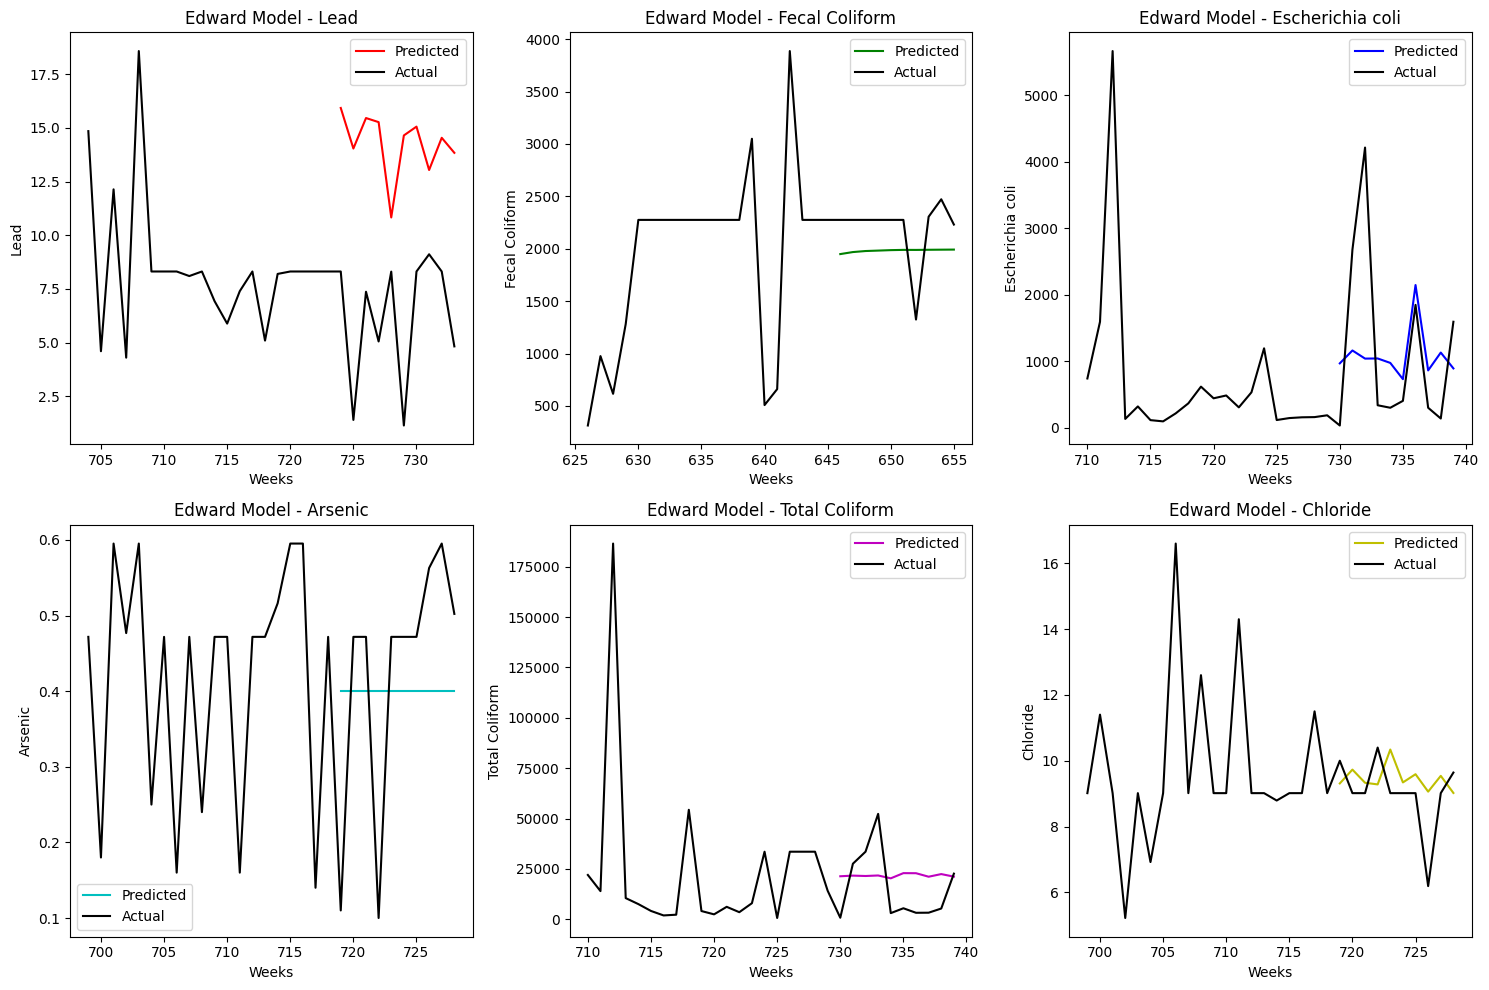 Edward Model - Lead
Predicted
Actual
17.5
15.0
12.5
10.0
7.5
5.0
2.5
Lead
705 710 715 720 725 730
Weeks
Edward Model - Fecal Coliform
Predicted
Actual
4000
3500
3000
2500
2000
1500
1000
500
Fecal Coliform
625 630 635 640 645 650 655
Weeks
Edward Model - Escherichia coli
Predicted
Actual
5000
4000
3000
2000
1000
0
Escherichia coli
710 715 720 725 730 735 740
Weeks
Edward Model - Arsenic
0.6
0.5
0.4
0.3
0.2
0.1
Arsenic
Predicted
Actual
700 705 710 715 720 725
Weeks
Edward Model - Total Coliform
Predicted
Actual
175000
150000
125000
100000
75000
50000
25000
0
Total Coliform
710 715 720 725 730 735 740
Weeks
Edward Model - Chloride
Predicted
Actual
16
14
12
10
8
6
Chloride
700 705 710 715 720 725
Weeks